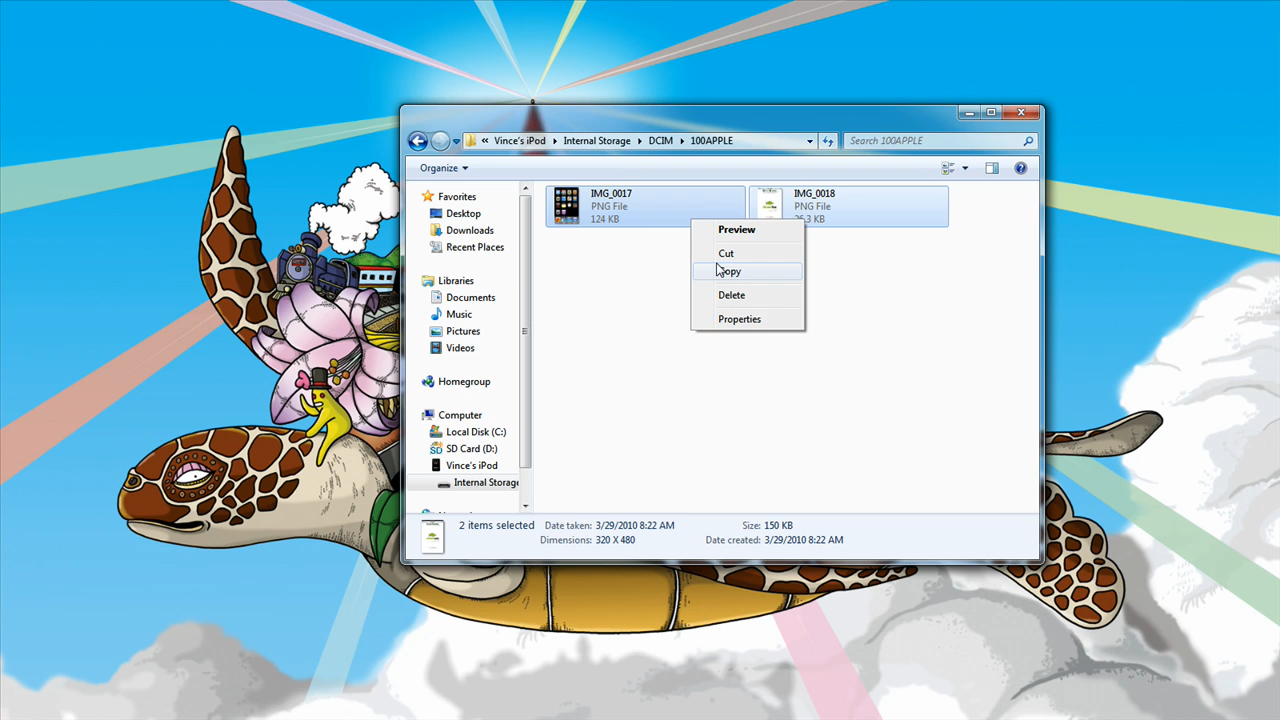 « Vince's iPod ▸ Internal Storage ▸ DCIM ▸ 100APPLE
Search 100APPLE
Organize
Favorites
Desktop
Downloads
Recent Places
Libraries
Documents
Music
Pictures
Videos
Homegroup
Computer
Local Disk (C:)
SD Card (D:)
Vince's iPod
Internal Storage
IMG_0017
PNG File
124 KB
IMG_0018
PNG File
KB
Preview
Cut
Copy
Delete
Properties
2 items selected
Date taken: 3/29/2010 8:22 AM
Size: 150 KB
Dimensions: 320 X 480
Date created: 3/29/2010 8:22 AM